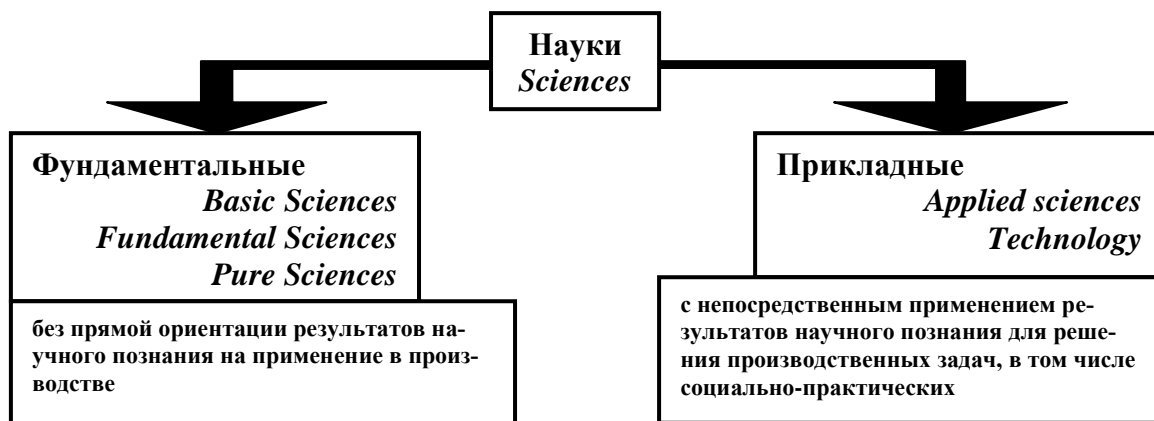 Науки
Sciences
Фундаментальные
Basic Sciences
Fundamental Sciences
Pure Sciences
без прямой ориентации результатов на-
учного познания на применение в произ-
водстве
Прикладные
Applied sciences
Technology
с непосредственным применением ре-
зультатов научного познания для реше-
ния производственных задач, в том числе
социально-практических